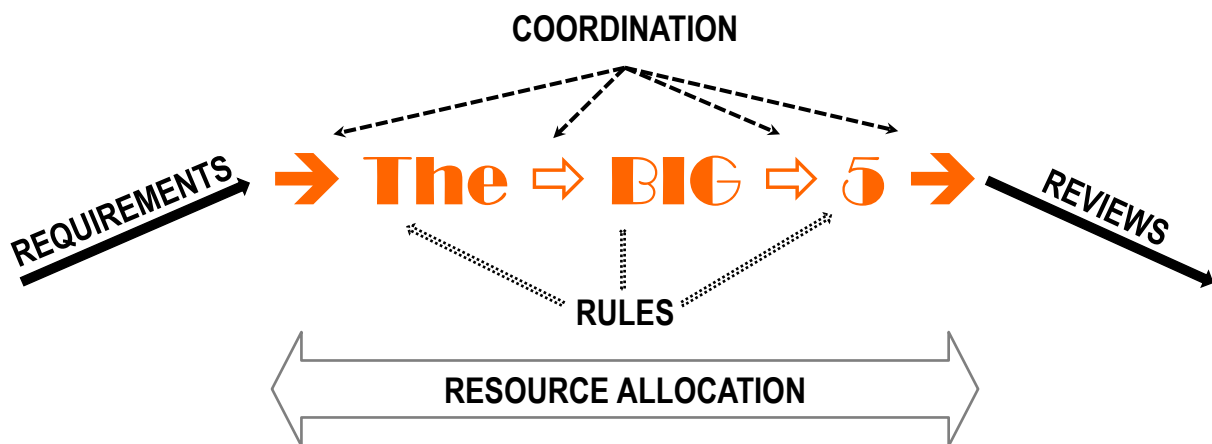 COORDINATION
REQUIREMENTS
The BIG 5
REVIEWS
RULES
RESOURCE ALLOCATION